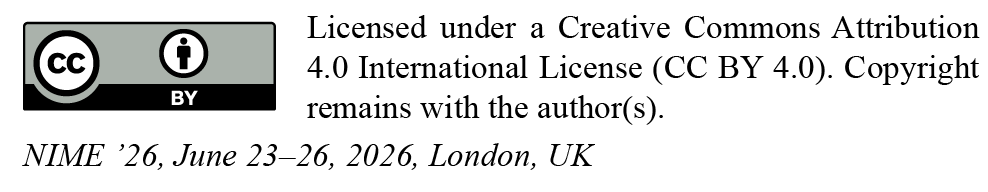 Licensed under a Creative Commons Attribution
4.0 International License (CC BY 4.0). Copyright
remains with the author(s).
CC
BY
NIME ’26, June 23–26, 2026, London, UK